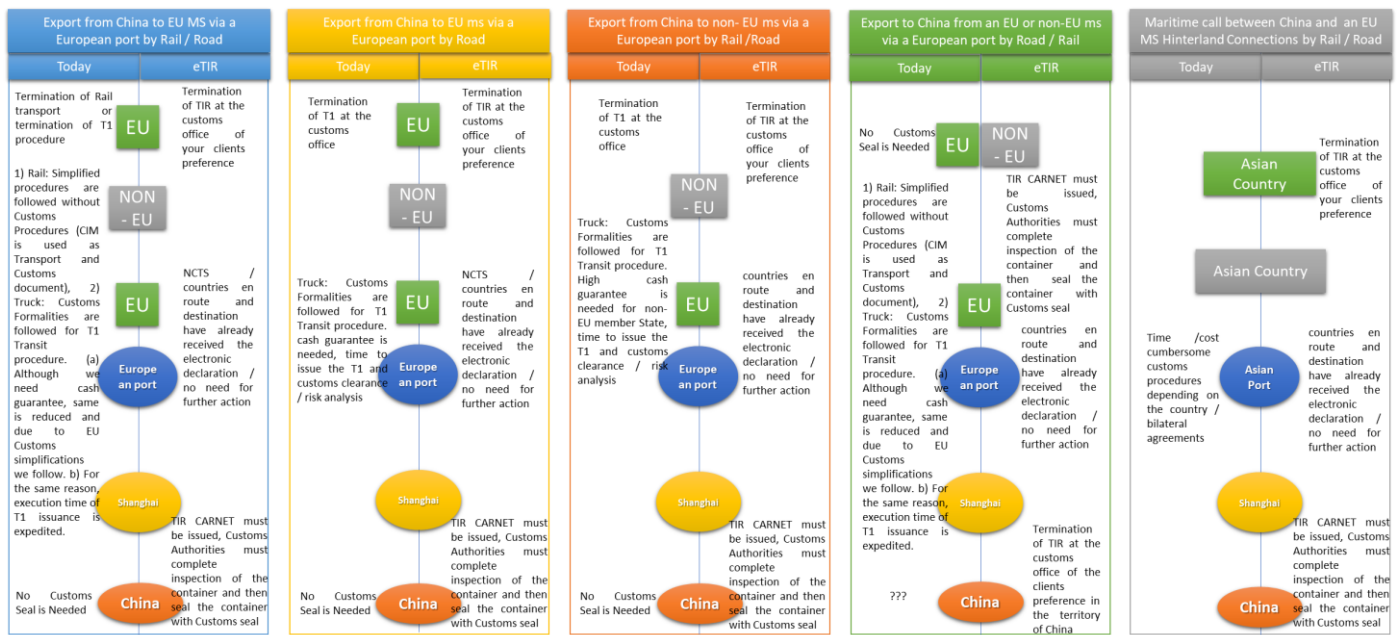 Export from China to EU MS via a
European port by Rail / Road
Today
eTIR
Termination of Rail
transport or
termination of T1
procedure
EU
Termination
of TIR at the
customs
office of
your clients
preference
1) Rail: Simplified
procedures are
followed without
Customs
Procedures (CIM
is used as
Transport and
Customs
document), 2)
Truck: Customs
Formalities are
followed for T1
Transit
procedure. (a)
Although we
need cash
guarantee, same
is reduced and
due to EU
Customs
simplifications
we follow. b) For
the same reason,
execution time of
T1 issuance is
expedited.
NON
- EU
EU
NCTS /
countries en
route and
destination
have already
received the
electronic
declaration /
no need for
further action
Europe
an port
Shanghai
TIR CARNET must
be issued, Customs
Authorities must
complete
inspection of the
container and then
seal the container
with Customs seal
No Customs
Seal is Needed
China
Export from China to EU ms via a
European port by Road
Today
eTIR
Termination
of T1 at the
customs
office
EU
Termination
of TIR at the
customs
office of
your clients
preference
NON
- EU
Truck: Customs
Formalities are
followed for T1
Transit procedure.
cash guarantee is
needed, time to
issue the T1 and
customs clearance
/ risk analysis
EU
NCTS /
countries en
route and
destination
have already
received the
electronic
declaration /
no need for
further action
Europe
an port
Shanghai
TIR CARNET must
be issued, Customs
Authorities must
complete
inspection of the
container and then
seal the container
with Customs seal
No Customs
Seal is Needed
China
Export from China to non- EU ms via a
European port by Rail /Road
Today
eTIR
Termination
of T1 at the
customs
office
Termination
of TIR at the
customs
office of
your clients
preference
NON
- EU
Truck: Customs
Formalities are
followed for T1
Transit procedure.
High cash
guarantee is
needed for non-
EU member State,
time to issue the
T1 and customs
clearance / risk
analysis
EU
countries en
route and
destination
have already
received the
electronic
declaration /
no need for
further action
Europe
an port
Shanghai
TIR CARNET must
be issued, Customs
Authorities must
complete
inspection of the
container and then
seal the container
with Customs seal
No Customs
Seal is Needed
China
Export to China from an EU or non-EU ms
via a European port by Road / Rail
Today
eTIR
No Customs
Seal is Needed
EU
NON
- EU
1) Rail: Simplified
procedures are
followed without
Customs
Procedures (CIM
is used as
Transport and
Customs
document), 2)
Truck: Customs
Formalities are
followed for T1
Transit
procedure. (a)
Although we
need cash
guarantee, same
is reduced and
due to EU
Customs
simplifications
we follow. b) For
the same reason,
execution time of
T1 issuance is
expedited.
TIR CARNET must
be issued,
Customs
Authorities must
complete
inspection of the
container and
then seal the
container with
Customs seal
EU
countries en
route and
destination
have already
received the
electronic
declaration /
no need for
further action
Europe
an port
Shanghai
Termination
of TIR at the
customs
office of the
clients
preference in
the territory
of China
???
China
Maritime call between China and an EU
MS Hinterland Connections by Rail / Road
Today
eTIR
Asian
Country
Termination
of TIR at the
customs
office of
your clients
preference
Asian Country
Time /cost
cumbersome
customs
procedures
depending on
the country /
bilateral
agreements
Asian
Port
countries en
route and
destination
have already
received the
electronic
declaration /
no need for
further action
Shanghai
TIR CARNET must
be issued, Customs
Authorities must
complete
inspection of the
container and then
seal the container
with Customs seal
China